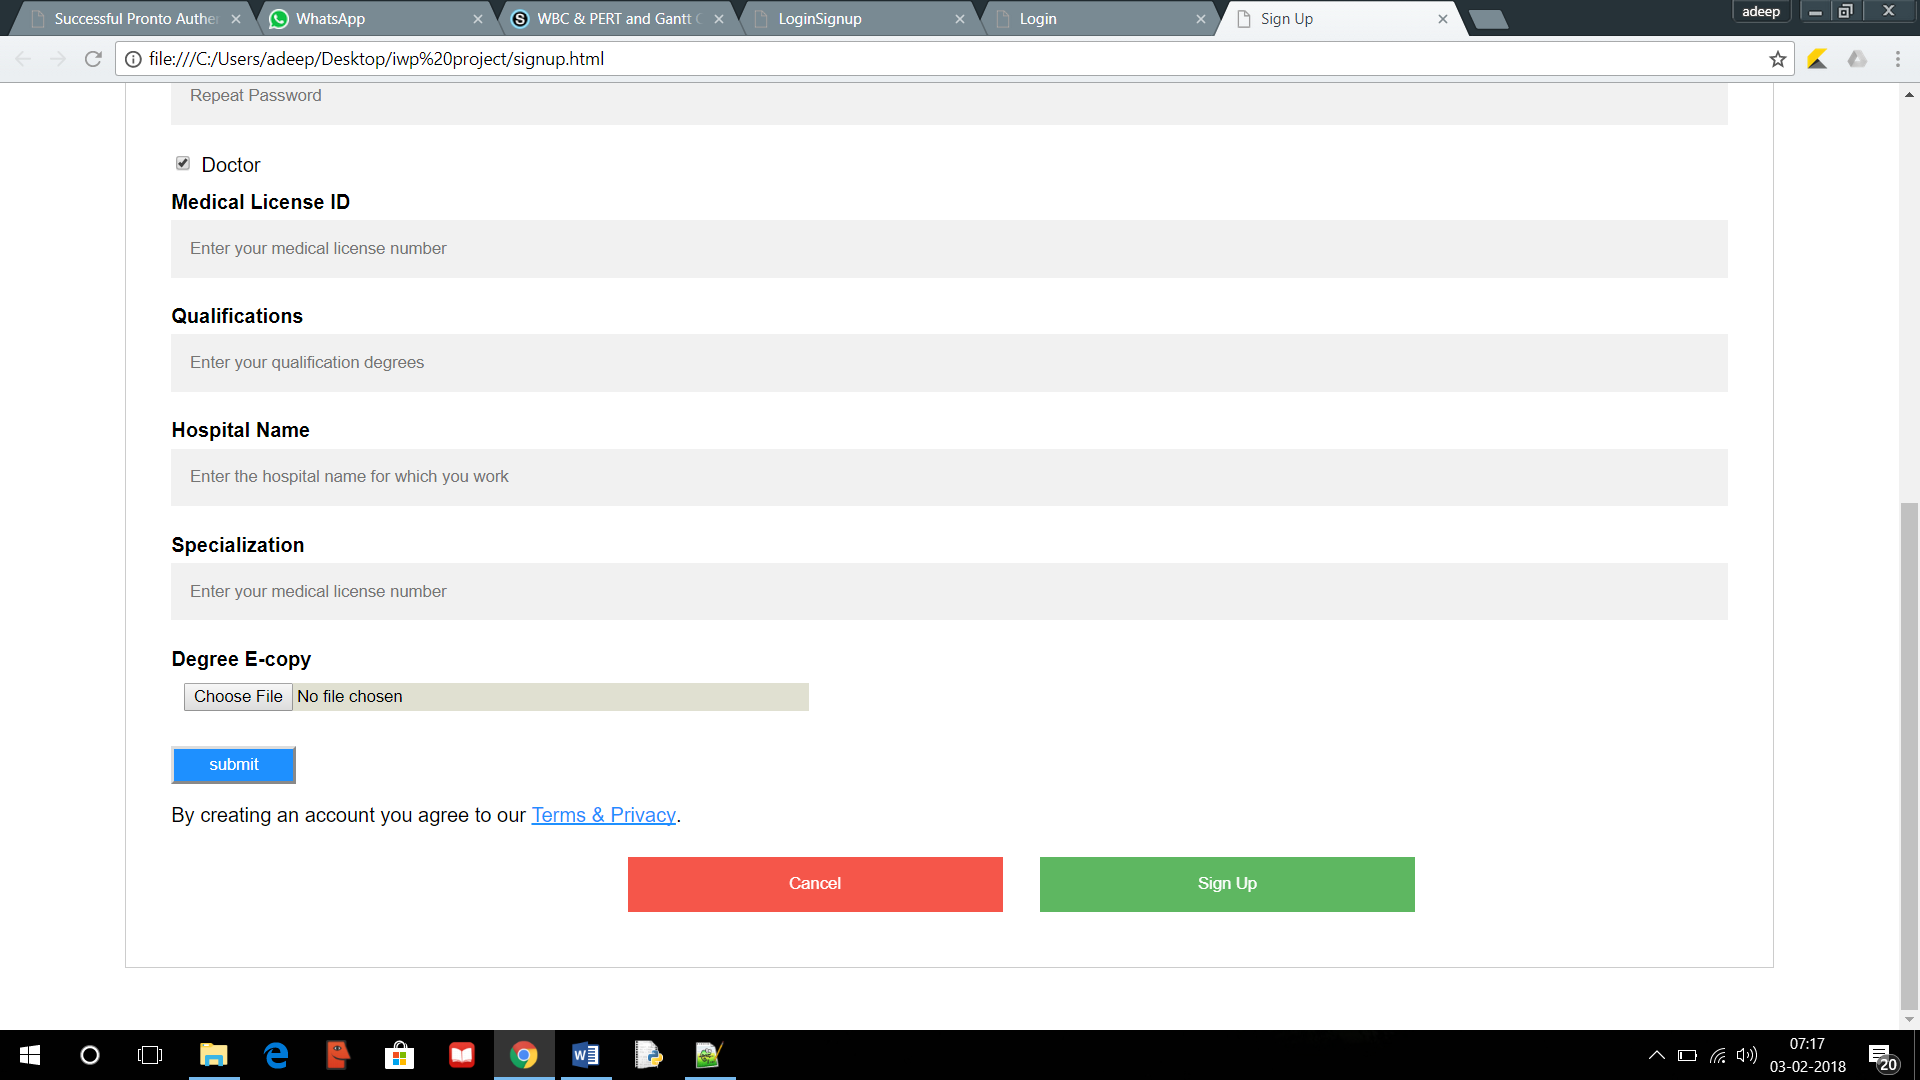 Successful Pronto Auther
WhatsApp
WBC & PERT and Gantt C
LoginSignup
Login
Sign Up
adeep
file:///C:/Users/adeep/Desktop/iwp%20project/signup.html
Repeat Password
Doctor
Medical License ID
Enter your medical license number
Qualifications
Enter your qualification degrees
Hospital Name
Enter the hospital name for which you work
Specialization
Enter your medical license number
Degree E-copy
Choose File No file chosen
submit
By creating an account you agree to our Terms & Privacy.
Cancel
Sign Up
07:17
03-02-2018
20